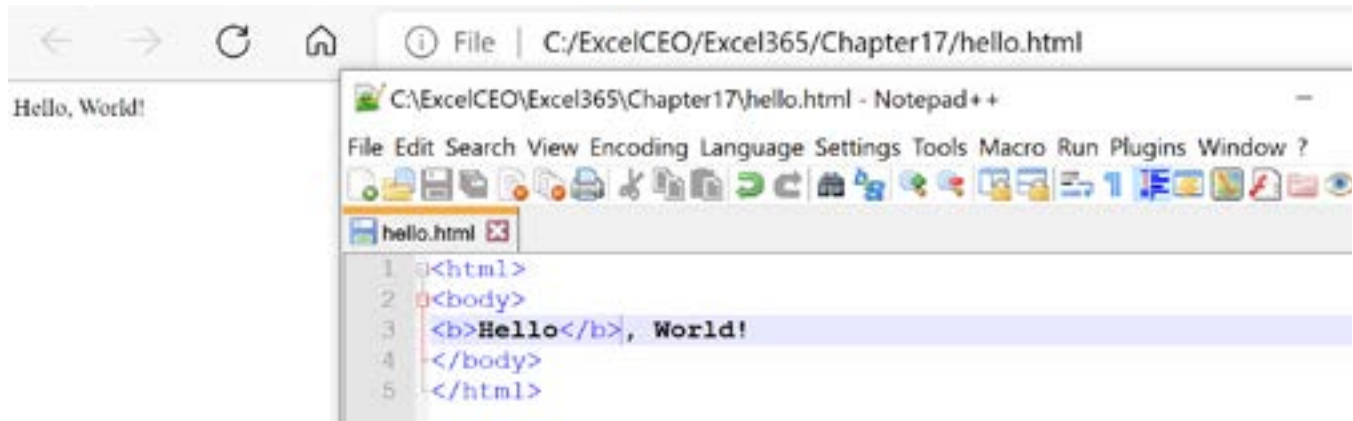 File | C:/ExcelCEO/Excel365/Chapter17/hello.html
Hello, World!
C:\ExcelCEO\Excel365\Chapter17\hello.html - Notepad++
File Edit Search View Encoding Language Settings Tools Macro Run Plugins Window ?
hello.html
1 <html>
2 <body>
3 <b>Hello</b>, World!
4 </body>
5 </html>